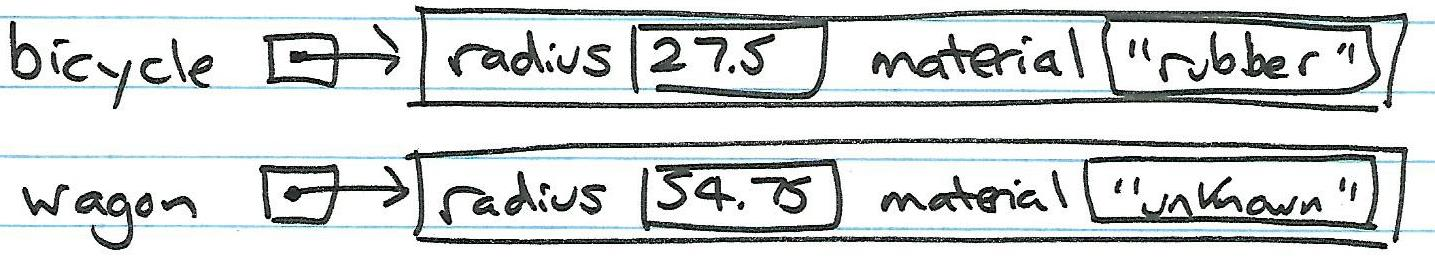 bicycle radius 27.5 material "rubber"
wagon radius 54.75 material "unknown"